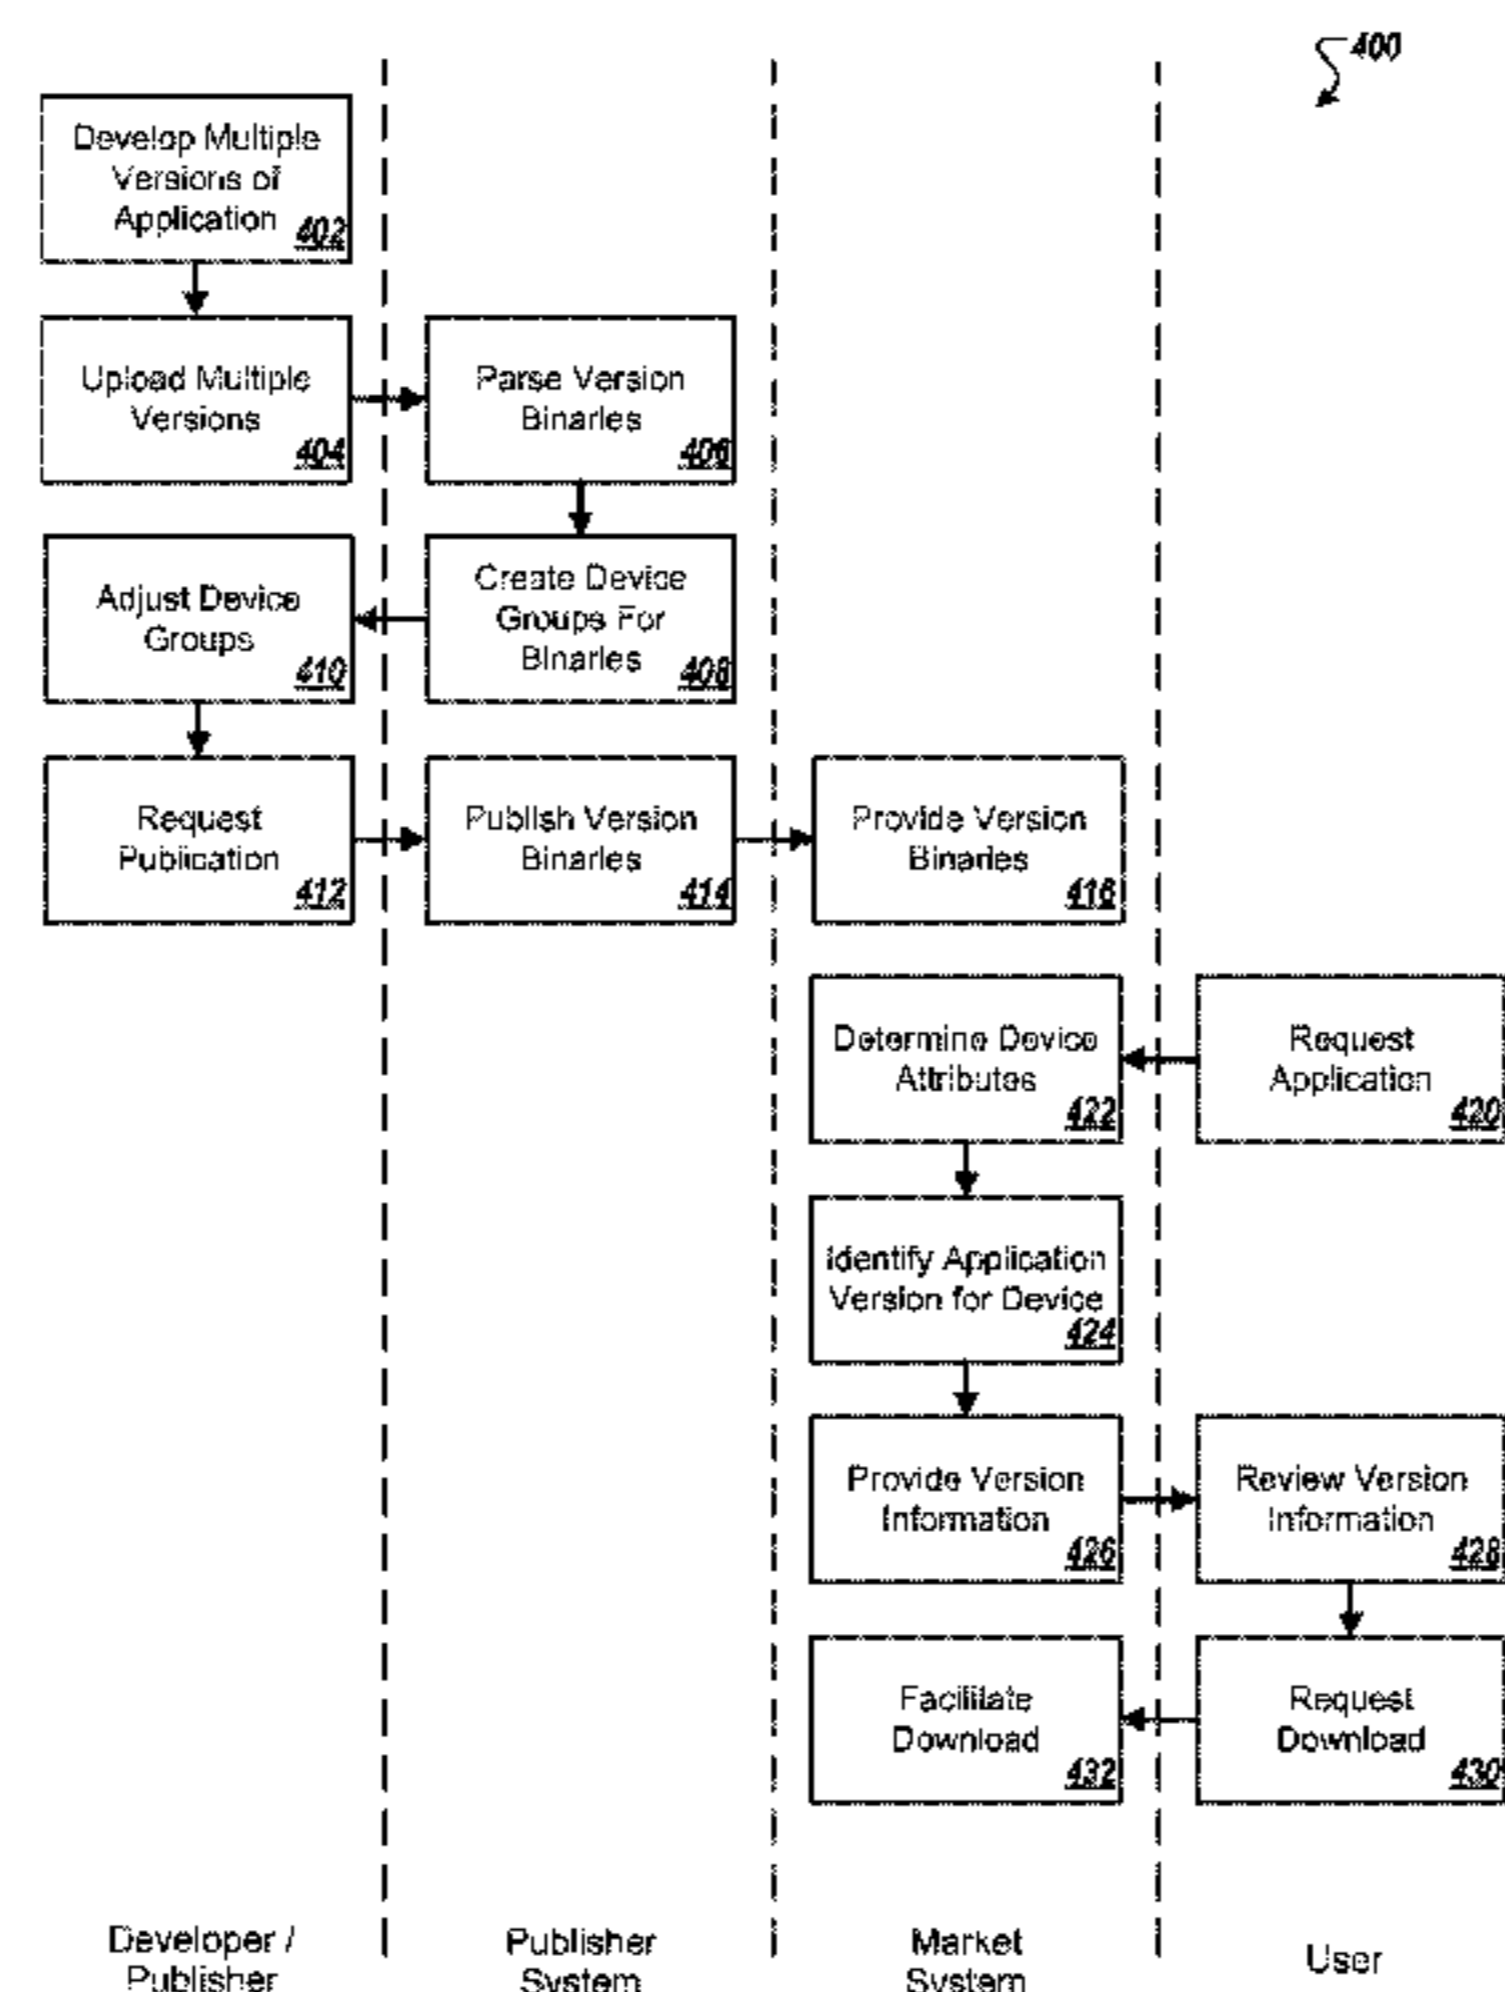 400
Develop Multiple
Versions of
Application
402
Upload Multiple
Versions
404
Parse Version
Binaries
406
Adjust Device
Groups
410
Create Device
Groups For
Binaries
408
Request
Publication
412
Publish Version
Binaries
414
Provide Version
Binaries
416
Determine Device
Attributes
422
Request
Application
420
Identify Application
Version for Device
424
Provide Version
Information
426
Review Version
Information
428
Facilitate
Download
432
Request
Download
430
Developer /
Publisher
Publisher
System
Market
System
User